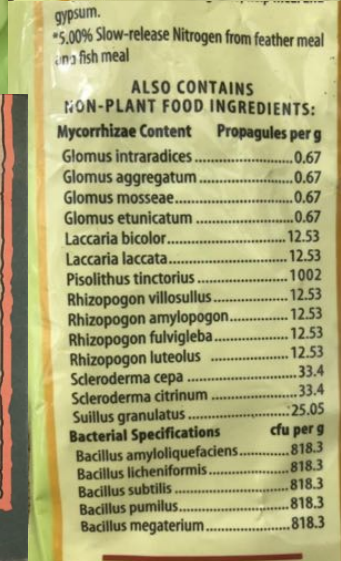 gypsum.
*5.00% Slow-release Nitrogen from feather meal
and fish meal
ALSO CONTAINS
NON-PLANT FOOD INGREDIENTS:
Mycorrhizae Content Propagules per g
Glomus intraradices ............................ 0.67
Glomus aggregatum ............................ 0.67
Glomus mosseae ............................ 0.67
Glomus etunicatum ............................ 0.67
Laccaria bicolor ............................ 12.53
Laccaria laccata ............................ 12.53
Pisolithus tinctorius ............................ 1002
Rhizopogon villosullus ............................ 12.53
Rhizopogon amylopogon ............................ 12.53
Rhizopogon fulvigleba ............................ 12.53
Rhizopogon luteolus ............................ 12.53
Scleroderma cepa ............................ 33.4
Scleroderma citrinum ............................ 33.4
Suillus granulatus ............................ 25.05
Bacterial Specifications cfu per g
Bacillus amyloliquefaciens ............................ 818.3
Bacillus licheniformis ............................ 818.3
Bacillus subtilis ............................ 818.3
Bacillus pumilus ............................ 818.3
Bacillus megaterium ............................ 818.3